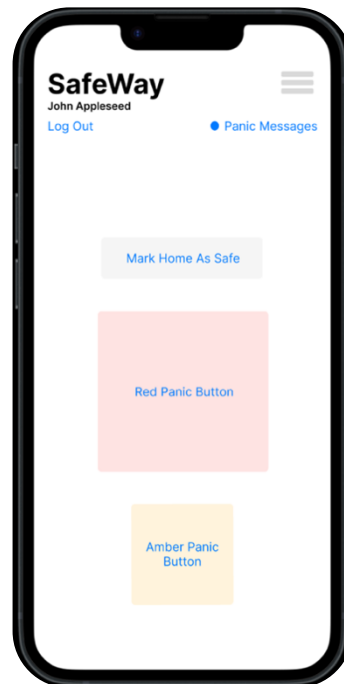 SafeWay
John Appleseed
Log Out
Panic Messages
Mark Home As Safe
Red Panic Button
Amber Panic
Button